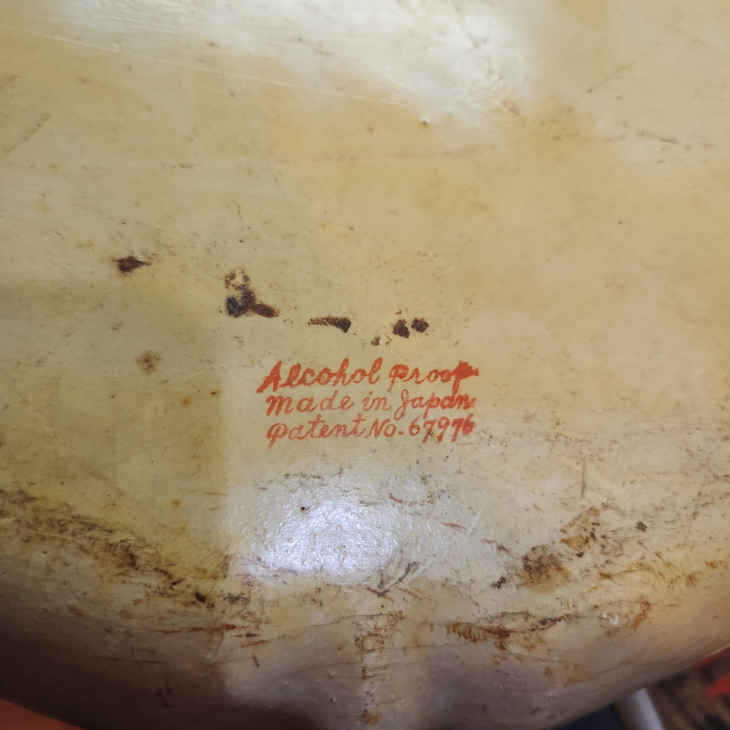 Alcohol Proof
Made in Japan
Patent No. 67976